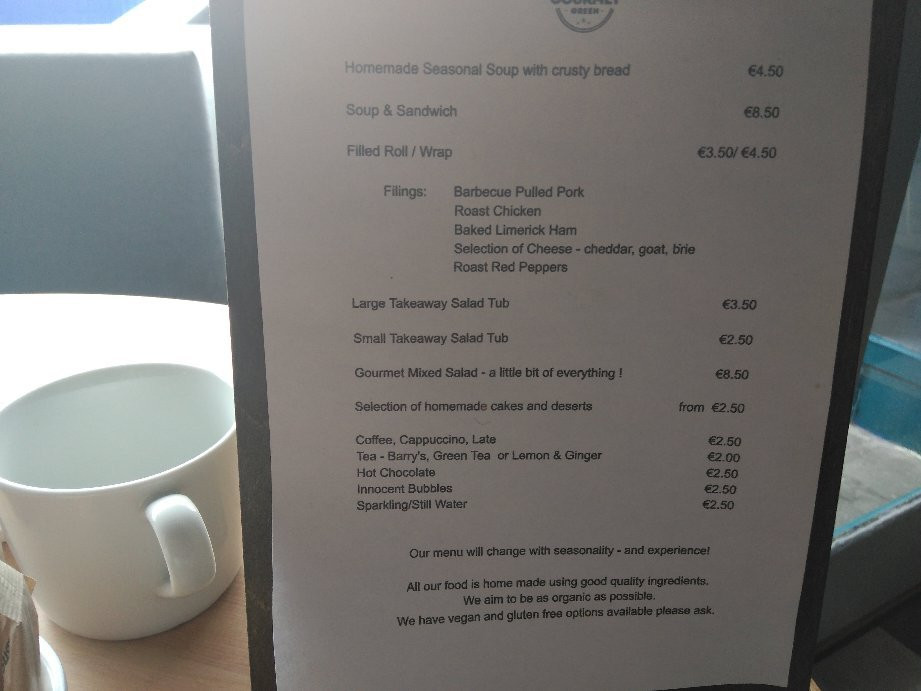 GREEN
Homemade Seasonal Soup with crusty bread €4.50
Soup & Sandwich €8.50
Filled Roll / Wrap €3.50/ €4.50
Filings: Barbecue Pulled Pork
Roast Chicken
Baked Limerick Ham
Selection of Cheese - cheddar, goat, brie
Roast Red Peppers
Large Takeaway Salad Tub €3.50
Small Takeaway Salad Tub €2.50
Gourmet Mixed Salad - a little bit of everything ! €8.50
Selection of homemade cakes and deserts from €2.50
Coffee, Cappuccino, Late €2.50
Tea - Barry's, Green Tea or Lemon & Ginger €2.00
Hot Chocolate €2.50
Innocent Bubbles €2.50
Sparkling/Still Water €2.50
Our menu will change with seasonality - and experience!
All our food is home made using good quality ingredients.
We aim to be as organic as possible.
We have vegan and gluten free options available please ask.